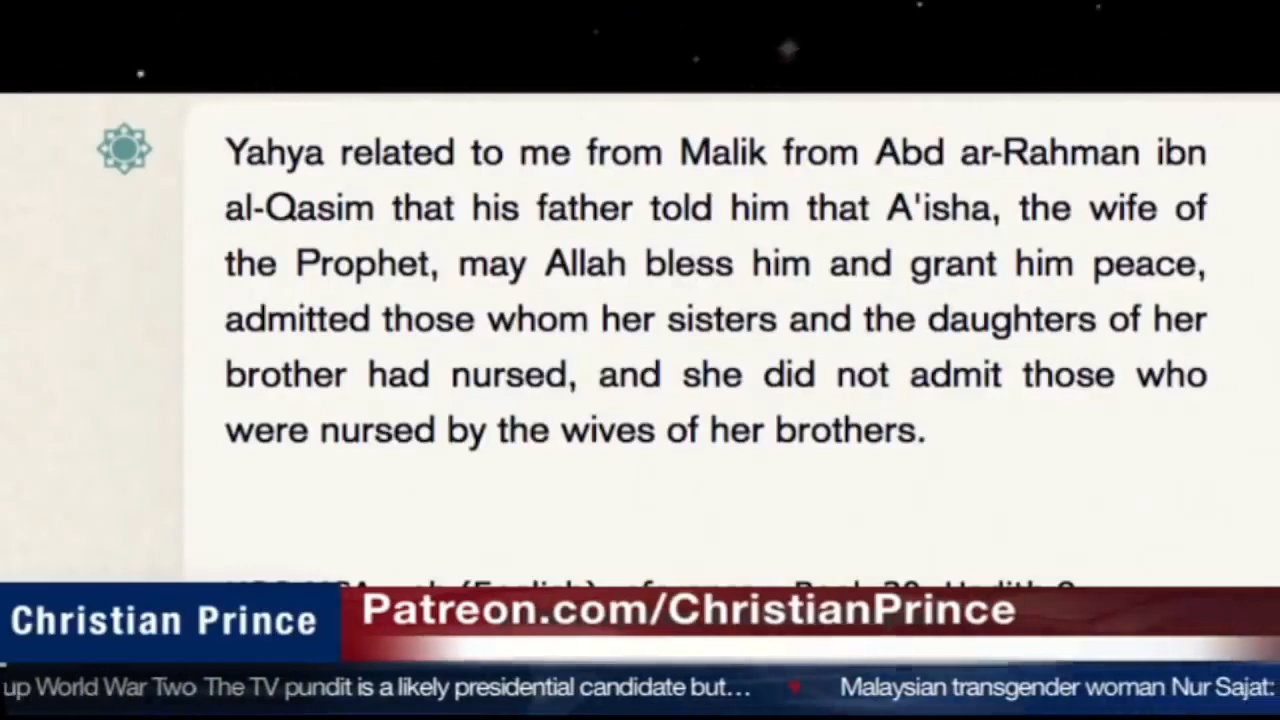 Yahya related to me from Malik from Abd ar-Rahman ibn
al-Qasim that his father told him that A'isha, the wife of
the Prophet, may Allah bless him and grant him peace,
admitted those whom her sisters and the daughters of her
brother had nursed, and she did not admit those who
were nursed by the wives of her brothers.
(English) Book Hadith
Christian Prince
Patreon.com/ChristianPrince
up World War Two The TV pundit is a likely presidential candidate but... Malaysian transgender woman Nur Sajat: